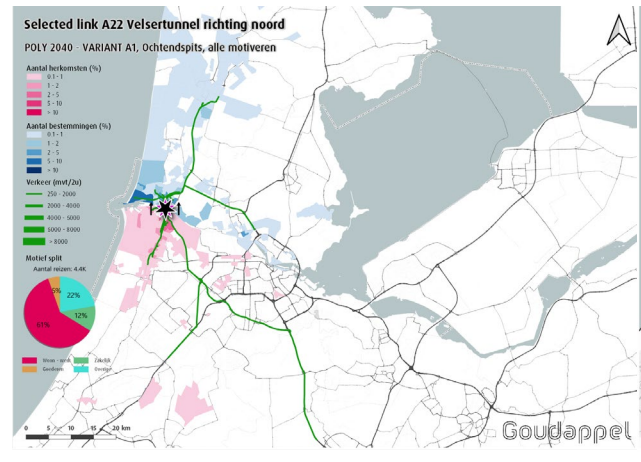 Selected link A22 Velsertunnel richting noord
POLY 2040 - VARIANT A1, Ochtendspits, alle motieven
Aantal herkomsten (%)
0.1 - 1
1 - 2
2 - 5
5 - 10
> 10
Aantal bestemmingen (%)
0.1 - 1
1 - 2
2 - 5
5 - 10
> 10
Verkeer (mvt/2u)
250 - 2000
2000 - 4000
4000 - 6000
6000 - 8000
> 8000
Motief split
Aantal reizen: 4.4K
22%
12%
61%
Zakelijk
Overige
0 5 10 15 20 km
Goudappel